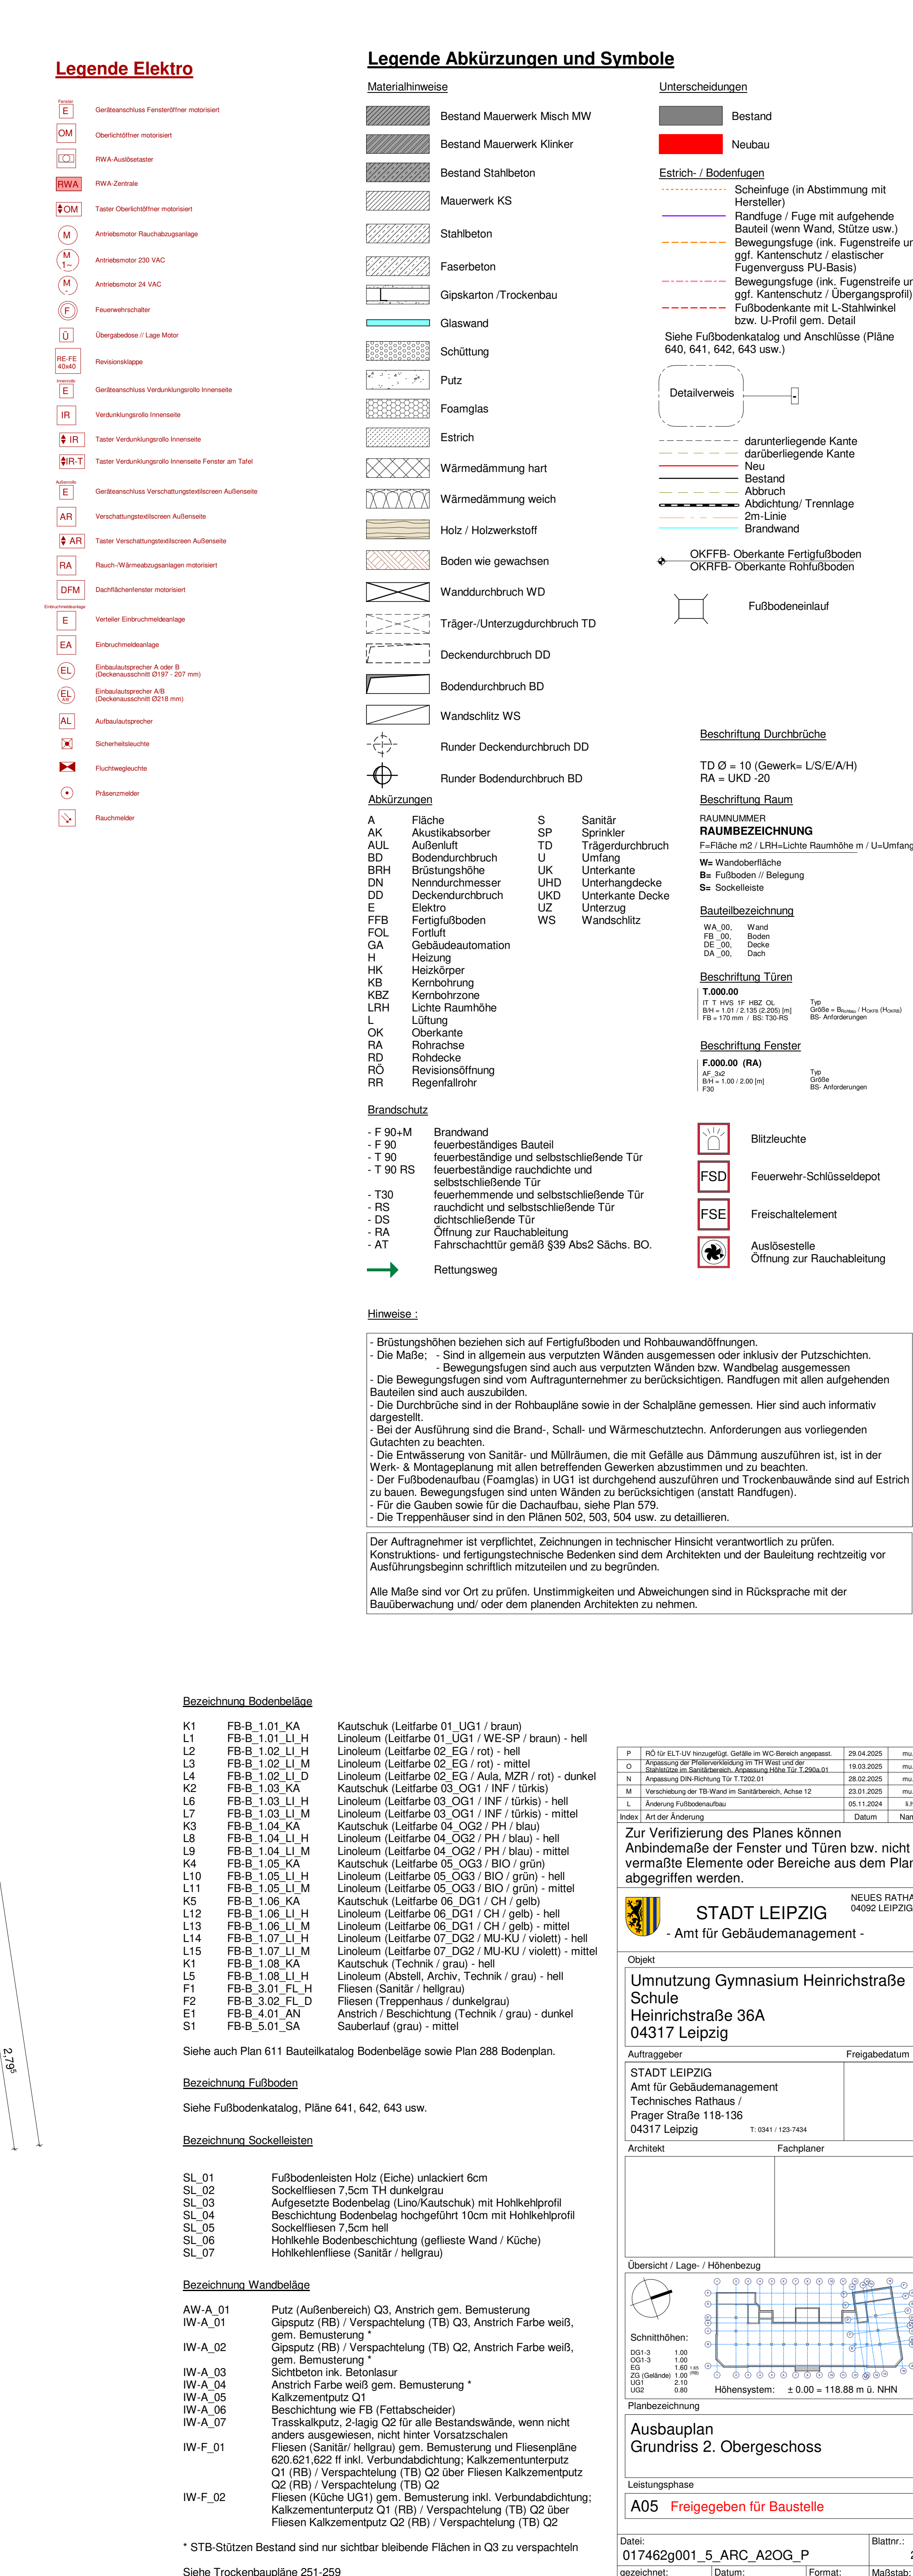 Legende Elektro
Fenster
E Geräteanschluss Fensteröffner motorisiert
OM Oberlichtöffner motorisiert
RWA-Auslösetaster
RWA RWA-Zentrale
OM Taster Oberlichtöffner motorisiert
M Antriebsmotor Rauchabzugsanlage
M 1~ Antriebsmotor 230 VAC
M - Antriebsmotor 24 VAC
F Feuerwehrschalter
Ü Übergabedose // Lage Motor
RE-FE 40x40 Revisionsklappe
Innenrollo
E Geräteanschluss Verdunklungsrollo Innenseite
IR Verdunklungsrollo Innenseite
IR Taster Verdunklungsrollo Innenseite
IR-T Taster Verdunklungsrollo Innenseite Fenster am Tafel
Außenrollo
E Geräteanschluss Verschattungstextilscreen Außenseite
AR Verschattungstextilscreen Außenseite
AR Taster Verschattungstextilscreen Außenseite
RA Rauch-/Wärmeabzugsanlagen motorisiert
DFM Dachflächenfenster motorisiert
Einbruchmeldeanlage
E Verteiler Einbruchmeldeanlage
EA Einbruchmeldeanlage
EL Einbaulautsprecher A oder B
(Deckenausschnitt Ø197 - 207 mm)
EL A/B Einbaulautsprecher A/B
(Deckenausschnitt Ø218 mm)
AL Aufbaulautsprecher
Sicherheitsleuchte
Fluchtwegleuchte
Präsenzmelder
Rauchmelder
Legende Abkürzungen und Symbole
Materialhinweise
Bestand Mauerwerk Misch MW
Bestand Mauerwerk Klinker
Bestand Stahlbeton
Mauerwerk KS
Stahlbeton
Faserbeton
Gipskarton /Trockenbau
Glaswand
Schüttung
Putz
Foamglas
Estrich
Wärmedämmung hart
Wärmedämmung weich
Holz / Holzwerkstoff
Boden wie gewachsen
Wanddurchbruch WD
Träger-/Unterzugdurchbruch TD
Deckendurchbruch DD
Bodendurchbruch BD
Wandschlitz WS
Runder Deckendurchbruch DD
Runder Bodendurchbruch BD
Unterscheidungen
Bestand
Neubau
Estrich- / Bodenfugen
Scheinfuge (in Abstimmung mit
Hersteller)
Randfuge / Fuge mit aufgehende
Bauteil (wenn Wand, Stütze usw.)
Bewegungsfuge (ink. Fugenstreife un
ggf. Kantenschutz / elastischer
Fugenverguss PU-Basis)
Bewegungsfuge (ink. Fugenstreife un
ggf. Kantenschutz / Übergangsprofil)
Fußbodenkante mit L-Stahlwinkel
bzw. U-Profil gem. Detail
Siehe Fußbodenkatalog und Anschlüsse (Pläne
640, 641, 642, 643 usw.)
Detailverweis -
darunterliegende Kante
darüberliegende Kante
Neu
Bestand
Abbruch
Abdichtung/ Trennlage
2m-Linie
Brandwand
OKFFB- Oberkante Fertigfußboden
OKRFB- Oberkante Rohfußboden
Fußbodeneinlauf
Abkürzungen
A Fläche
AK Akustikabsorber
AUL Außenluft
BD Bodendurchbruch
BRH Brüstungshöhe
DN Nenndurchmesser
DD Deckendurchbruch
E Elektro
FFB Fertigfußboden
FOL Fortluft
GA Gebäudeautomation
H Heizung
HK Heizkörper
KB Kernbohrung
KBZ Kernbohrzone
LRH Lichte Raumhöhe
L Lüftung
OK Oberkante
RA Rohrachse
RD Rohdecke
RÖ Revisionsöffnung
RR Regenfallrohr
S Sanitär
SP Sprinkler
TD Trägerdurchbruch
U Umfang
UK Unterkante
UHD Unterhangdecke
UKD Unterkante Decke
UZ Unterzug
WS Wandschlitz
Beschriftung Durchbrüche
TD Ø = 10 (Gewerk= L/S/E/A/H)
RA = UKD -20
Beschriftung Raum
RAUMNUMMER
RAUMBEZEICHNUNG
F=Fläche m2 / LRH=Lichte Raumhöhe m / U=Umfang
W= Wandoberfläche
B= Fußboden // Belegung
S= Sockelleiste
Bauteilbezeichnung
WA_00, Wand
FB _00, Boden
DE _00, Decke
DA _00, Dach
Beschriftung Türen
T.000.00
IT T HVS 1F HBZ OL Typ
B/H = 1.01 / 2.135 (2.205) [m] Größe = BRohbau / HOKFB (HOKRB)
FB = 170 mm / BS: T30-RS BS- Anforderungen
Beschriftung Fenster
F.000.00 (RA)
AF_3x2 Typ
B/H = 1.00 / 2.00 [m] Größe
F30 BS- Anforderungen
Brandschutz
- F 90+M Brandwand
- F 90 feuerbeständiges Bauteil
- T 90 feuerbeständige und selbstschließende Tür
- T 90 RS feuerbeständige rauchdichte und
selbstschließende Tür
- T30 feuerhemmende und selbstschließende Tür
- RS rauchdicht und selbstschließende Tür
- DS dichtschließende Tür
- RA Öffnung zur Rauchableitung
- AT Fahrschachttür gemäß §39 Abs2 Sächs. BO.
Rettungsweg
Blitzleuchte
FSD Feuerwehr-Schlüsseldepot
FSE Freischaltelement
Auslösestelle
Öffnung zur Rauchableitung
Hinweise :
- Brüstungshöhen beziehen sich auf Fertigfußboden und Rohbauwandöffnungen.
- Die Maße; - Sind in allgemein aus verputzten Wänden ausgemessen oder inklusiv der Putzschichten.
- Bewegungsfugen sind auch aus verputzten Wänden bzw. Wandbelag ausgemessen
- Die Bewegungsfugen sind vom Auftragunternehmer zu berücksichtigen. Randfugen mit allen aufgehenden
Bauteilen sind auch auszubilden.
- Die Durchbrüche sind in der Rohbaupläne sowie in der Schalpläne gemessen. Hier sind auch informativ
dargestellt.
- Bei der Ausführung sind die Brand-, Schall- und Wärmeschutztechn. Anforderungen aus vorliegenden
Gutachten zu beachten.
- Die Entwässerung von Sanitär- und Müllräumen, die mit Gefälle aus Dämmung auszuführen ist, ist in der
Werk- & Montageplanung mit allen betreffenden Gewerken abzustimmen und zu beachten.
- Der Fußbodenaufbau (Foamglas) in UG1 ist durchgehend auszuführen und Trockenbauwände sind auf Estrich
zu bauen. Bewegungsfugen sind unten Wänden zu berücksichtigen (anstatt Randfugen).
- Für die Gauben sowie für die Dachaufbau, siehe Plan 579.
- Die Treppenhäuser sind in den Plänen 502, 503, 504 usw. zu detaillieren.
Der Auftragnehmer ist verpflichtet, Zeichnungen in technischer Hinsicht verantwortlich zu prüfen.
Konstruktions- und fertigungstechnische Bedenken sind dem Architekten und der Bauleitung rechtzeitig vor
Ausführungsbeginn schriftlich mitzuteilen und zu begründen.
Alle Maße sind vor Ort zu prüfen. Unstimmigkeiten und Abweichungen sind in Rücksprache mit der
Bauüberwachung und/ oder dem planenden Architekten zu nehmen.
2,79⁵
Bezeichnung Bodenbeläge
K1 FB-B_1.01_KA Kautschuk (Leitfarbe 01_UG1 / braun)
L1 FB-B_1.01_LI_H Linoleum (Leitfarbe 01_UG1 / WE-SP / braun) - hell
L2 FB-B_1.02_LI_H Linoleum (Leitfarbe 02_EG / rot) - hell
L3 FB-B_1.02_LI_M Linoleum (Leitfarbe 02_EG / rot) - mittel
L4 FB-B_1.02_LI_D Linoleum (Leitfarbe 02_EG / Aula, MZR / rot) - dunkel
K2 FB-B_1.03_KA Kautschuk (Leitfarbe 03_OG1 / INF / türkis)
L6 FB-B_1.03_LI_H Linoleum (Leitfarbe 03_OG1 / INF / türkis) - hell
L7 FB-B_1.03_LI_M Linoleum (Leitfarbe 03_OG1 / INF / türkis) - mittel
K3 FB-B_1.04_KA Kautschuk (Leitfarbe 04_OG2 / PH / blau)
L8 FB-B_1.04_LI_H Linoleum (Leitfarbe 04_OG2 / PH / blau) - hell
L9 FB-B_1.04_LI_M Linoleum (Leitfarbe 04_OG2 / PH / blau) - mittel
K4 FB-B_1.05_KA Kautschuk (Leitfarbe 05_OG3 / BIO / grün)
L10 FB-B_1.05_LI_H Linoleum (Leitfarbe 05_OG3 / BIO / grün) - hell
L11 FB-B_1.05_LI_M Linoleum (Leitfarbe 05_OG3 / BIO / grün) - mittel
K5 FB-B_1.06_KA Kautschuk (Leitfarbe 06_DG1 / CH / gelb)
L12 FB-B_1.06_LI_H Linoleum (Leitfarbe 06_DG1 / CH / gelb) - hell
L13 FB-B_1.06_LI_M Linoleum (Leitfarbe 06_DG1 / CH / gelb) - mittel
L14 FB-B_1.07_LI_H Linoleum (Leitfarbe 07_DG2 / MU-KU / violett) - hell
L15 FB-B_1.07_LI_M Linoleum (Leitfarbe 07_DG2 / MU-KU / violett) - mittel
K1 FB-B_1.08_KA Kautschuk (Technik / grau) - hell
L5 FB-B_1.08_LI_H Linoleum (Abstell, Archiv, Technik / grau) - hell
F1 FB-B_3.01_FL_H Fliesen (Sanitär / hellgrau)
F2 FB-B_3.02_FL_D Fliesen (Treppenhaus / dunkelgrau)
E1 FB-B_4.01_AN Anstrich / Beschichtung (Technik / grau) - dunkel
S1 FB-B_5.01_SA Sauberlauf (grau) - mittel
Siehe auch Plan 611 Bauteilkatalog Bodenbeläge sowie Plan 288 Bodenplan.
Bezeichnung Fußboden
Siehe Fußbodenkatalog, Pläne 641, 642, 643 usw.
Bezeichnung Sockelleisten
SL_01 Fußbodenleisten Holz (Eiche) unlackiert 6cm
SL_02 Sockelfliesen 7,5cm TH dunkelgrau
SL_03 Aufgesetzte Bodenbelag (Lino/Kautschuk) mit Hohlkehlprofil
SL_04 Beschichtung Bodenbelag hochgeführt 10cm mit Hohlkehlprofil
SL_05 Sockelfliesen 7,5cm hell
SL_06 Hohlkehle Bodenbeschichtung (geflieste Wand / Küche)
SL_07 Hohlkehlenfliese (Sanitär / hellgrau)
Bezeichnung Wandbeläge
AW-A_01 Putz (Außenbereich) Q3, Anstrich gem. Bemusterung
IW-A_01 Gipsputz (RB) / Verspachtelung (TB) Q3, Anstrich Farbe weiß,
gem. Bemusterung *
IW-A_02 Gipsputz (RB) / Verspachtelung (TB) Q2, Anstrich Farbe weiß,
gem. Bemusterung *
IW-A_03 Sichtbeton ink. Betonlasur
IW-A_04 Anstrich Farbe weiß gem. Bemusterung *
IW-A_05 Kalkzementputz Q1
IW-A_06 Beschichtung wie FB (Fettabscheider)
IW-A_07 Trasskalkputz, 2-lagig Q2 für alle Bestandswände, wenn nicht
anders ausgewiesen, nicht hinter Vorsatzschalen
IW-F_01 Fliesen (Sanitär/ hellgrau) gem. Bemusterung und Fliesenpläne
620.621,622 ff inkl. Verbundabdichtung; Kalkzementunterputz
Q1 (RB) / Verspachtelung (TB) Q2 über Fliesen Kalkzementputz
Q2 (RB) / Verspachtelung (TB) Q2
IW-F_02 Fliesen (Küche UG1) gem. Bemusterung inkl. Verbundabdichtung;
Kalkzementunterputz Q1 (RB) / Verspachtelung (TB) Q2 über
Fliesen Kalkzementputz Q2 (RB) / Verspachtelung (TB) Q2
* STB-Stützen Bestand sind nur sichtbar bleibende Flächen in Q3 zu verspachteln
Siehe Trockenbaupläne 251-259
P RÖ für ELT-UV hinzugefügt. Gefälle im WC-Bereich angepasst. 29.04.2025 mu.
O Anpassung der Pfeilerverkleidung im TH West und der
Stahlstütze im Sanitärbereich. Anpassung Höhe Tür T.290a.01 19.03.2025 mu.
N Anpassung DIN-Richtung Tür T.T202.01 28.02.2025 mu.
M Verschiebung der TB-Wand im Sanitärbereich, Achse 12 23.01.2025 mu.
L Änderung Fußbodenaufbau 05.11.2024 li.h
Index Art der Änderung Datum Nam
Zur Verifizierung des Planes können
Anbindemaße der Fenster und Türen bzw. nicht
vermaßte Elemente oder Bereiche aus dem Plan
abgegriffen werden.
STADT LEIPZIG
- Amt für Gebäudemanagement -
NEUES RATHA
04092 LEIPZIG
Objekt
Umnutzung Gymnasium Heinrichstraße
Schule
Heinrichstraße 36A
04317 Leipzig
Auftraggeber Freigabedatum
STADT LEIPZIG
Amt für Gebäudemanagement
Technisches Rathaus /
Prager Straße 118-136
04317 Leipzig T: 0341 / 123-7434
Architekt Fachplaner
Übersicht / Lage- / Höhenbezug
Schnitthöhen:
DG1-3 1.00
OG1-3 1.00
EG 1.60 1.65 (RB)
ZG (Gelände) 1.00
UG1 2.10
UG2 0.80
Höhensystem: ± 0.00 = 118.88 m ü. NHN
Planbezeichnung
Ausbauplan
Grundriss 2. Obergeschoss
Leistungsphase
A05 Freigegeben für Baustelle
Datei: Blattnr.:
017462g001_5_ARC_A2OG_P
gezeichnet: Datum: Format: Maßstab: